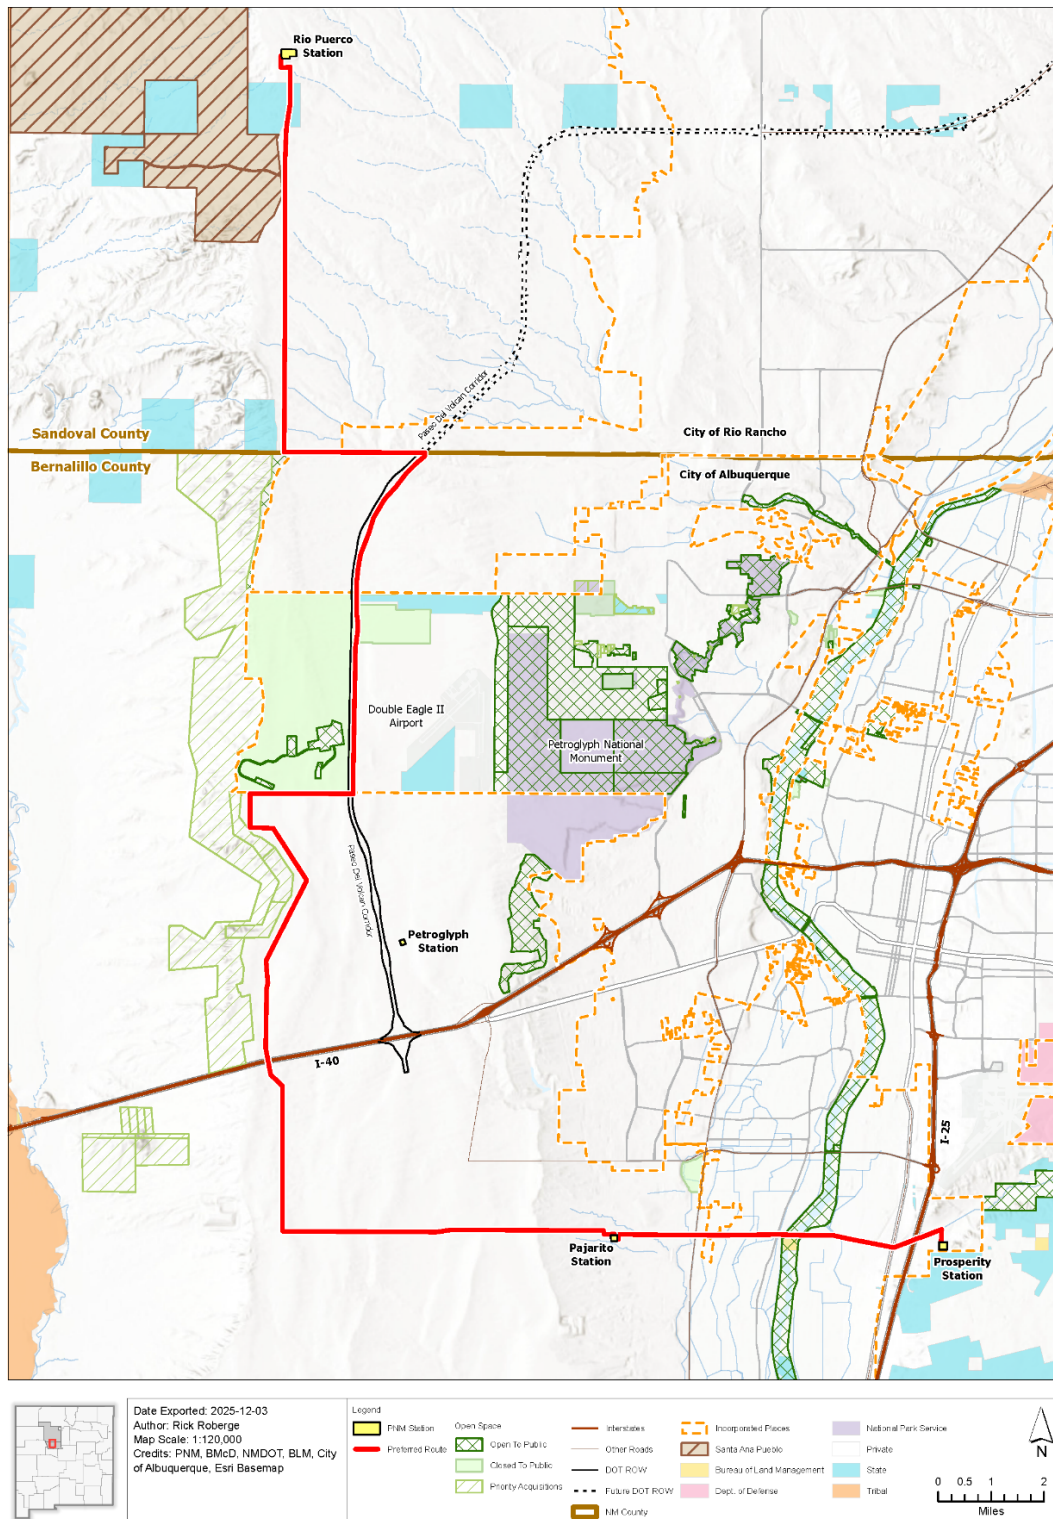 Rio Puerco
Station
Paseo Del Volcan Corridor
Sandoval County
Bernalillo County
City of Rio Rancho
City of Albuquerque
Double Eagle II
Airport
Petroglyph National
Monument
Paseo Del Volcan Corridor
Petroglyph
Station
I-40
I-25
Pajarito
Station
Prosperity
Station
Date Exported: 2025-12-03
Author: Rick Roberge
Map Scale: 1:120,000
Credits: PNM, BMcD, NMDOT, BLM, City
of Albuquerque, Esri Basemap
Legend
PNM Station
Preferred Route
Open Space
Open To Public
Closed To Public
Priority Acquisitions
Interstates
Other Roads
DOT ROW
Future DOT ROW
NM County
Incorporated Places
Santa Ana Pueblo
Bureau of Land Management
Dept. of Defense
National Park Service
Private
State
Tribal
N
0 0.5 1 2
Miles